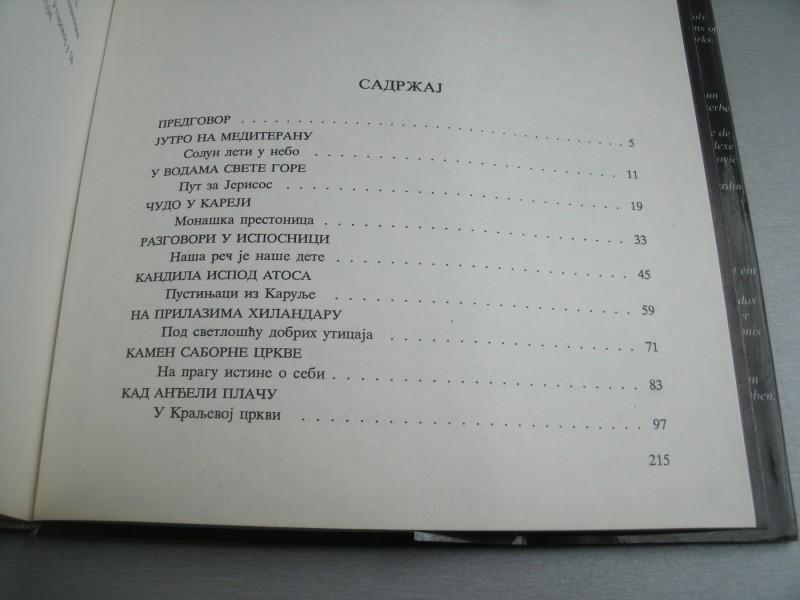 САДРЖАЈ
ПРЕДГОВОР . . . . . . . . . . . . . . . . . . . . . . . . . . . . 5
ЈУТРО НА МЕДИТЕРАНУ
Солун лети у небо . . . . . . . . . . . . . . . . . . . . . . . 11
У ВОДАМА СВЕТЕ ГОРЕ
Пут за Јерисос . . . . . . . . . . . . . . . . . . . . . . . . . 19
ЧУДО У КАРЕЈИ
Монашка престоница . . . . . . . . . . . . . . . . . . . . . 33
РАЗГОВОРИ У ИСПОСНИЦИ
Наша реч је наше дете . . . . . . . . . . . . . . . . . . . . 45
КАНДИЛА ИСПОД АТОСА
Пустињаци из Каруље . . . . . . . . . . . . . . . . . . . . 59
НА ПРИЛАЗИМА ХИЛАНДАРУ
Под светлошћу добрих утицаја . . . . . . . . . . . . . . . 71
КАМЕН САБОРНЕ ЦРКВЕ
На прагу истине о себи . . . . . . . . . . . . . . . . . . . 83
КАД АНЂЕЛИ ПЛАЧУ
У Краљевој цркви . . . . . . . . . . . . . . . . . . . . . . 97
215